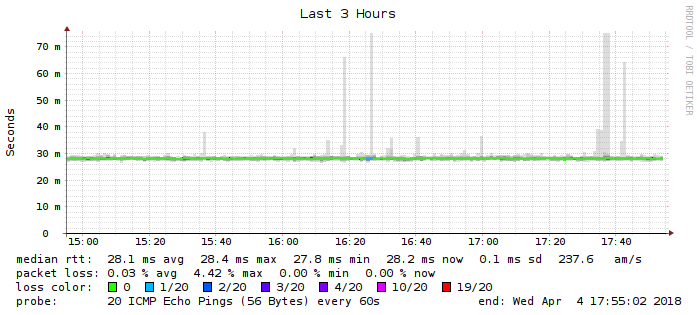 Last 3 Hours
RRDTOOL / TOBI OETIKER
Seconds
70 m
60 m
50 m
40 m
30 m
20 m
10 m
0
15:00 15:20 15:40 16:00 16:20 16:40 17:00 17:20 17:40
median rtt: 28.1 ms avg 28.4 ms max 27.8 ms min 28.2 ms now 0.1 ms sd 237.6 am/s
packet loss: 0.03 % avg 4.42 % max 0.00 % min 0.00 % now
loss color: 0 1/20 2/20 3/20 4/20 10/20 19/20
probe: 20 ICMP Echo Pings (56 Bytes) every 60s end: Wed Apr 4 17:55:02 2018